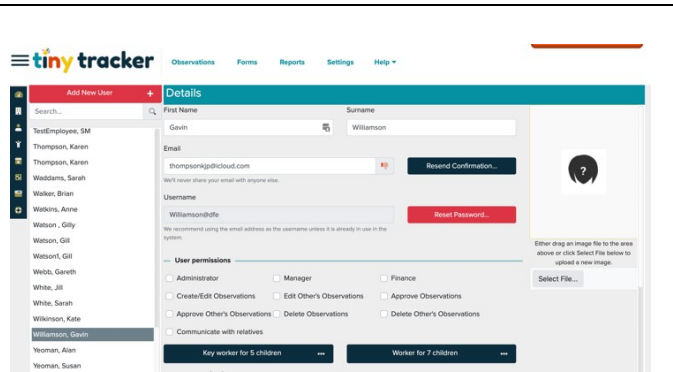 tiny tracker
Observations Forms Reports Settings Help
Add New User +
Search...
TestEmployee, SM
Thompson, Karen
Thompson, Karen
Waddams, Sarah
Walker, Brian
Watkins, Anne
Watson , Gilly
Watson, Gill
Watson1, Gill
Webb, Gareth
White, Jill
White, Sarah
Wilkinson, Kate
Williamson, Gavin
Yeoman, Alan
Yeoman, Susan
Details
First Name Surname
Gavin Williamson
Email
thompsonkjp@icloud.com Resend Confirmation...
We'll never share your email with anyone else.
Username
Williamson@dfe Reset Password...
We recommend using the email address as the username unless it is already in use in the
system.
User permissions
Administrator Manager Finance
Create/Edit Observations Edit Other's Observations Approve Observations
Approve Other's Observations Delete Observations Delete Other's Observations
Communicate with relatives
Key worker for 5 children ... Worker for 7 children ...
?
Either drag an image file to the area
above or click Select File below to
upload a new image.
Select File...